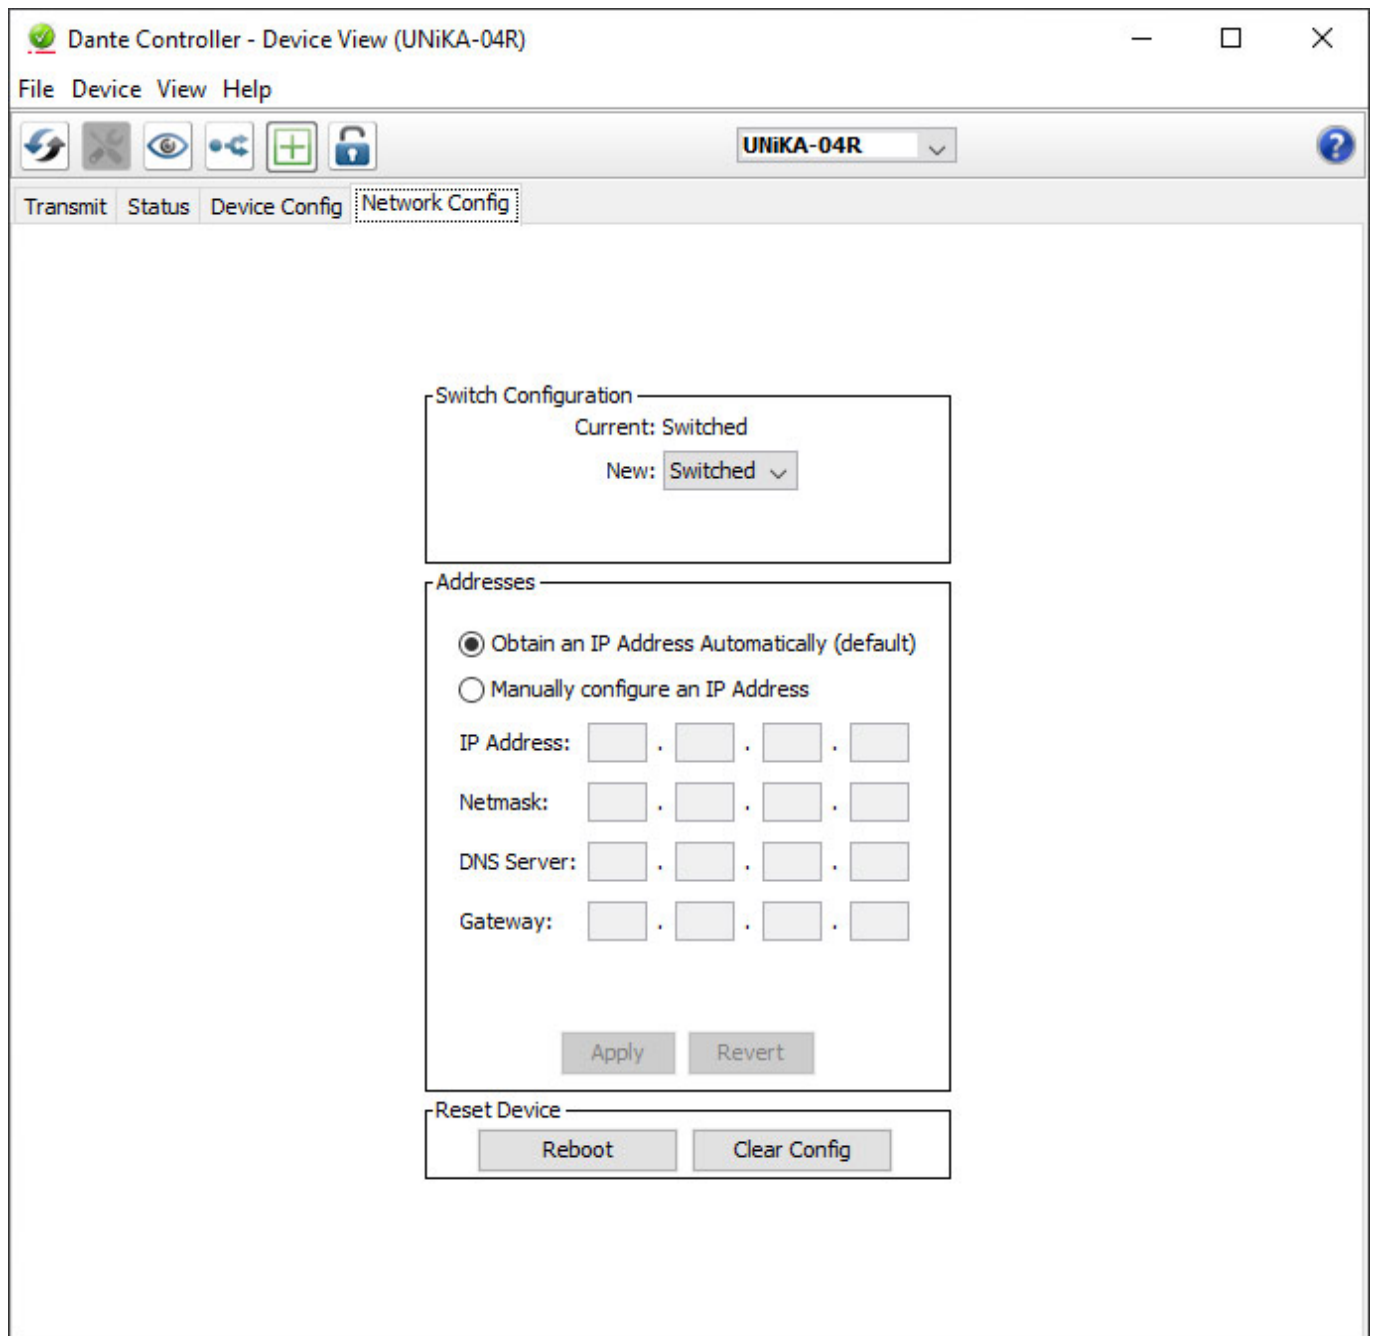 Dante Controller - Device View (UNiKA-04R)
File Device View Help
UNiKA-04R
?
Transmit Status Device Config Network Config
Switch Configuration
Current: Switched
New: Switched
Addresses
Obtain an IP Address Automatically (default)
Manually configure an IP Address
IP Address: . . .
Netmask: . . .
DNS Server: . . .
Gateway: . . .
Apply Revert
Reset Device
Reboot Clear Config